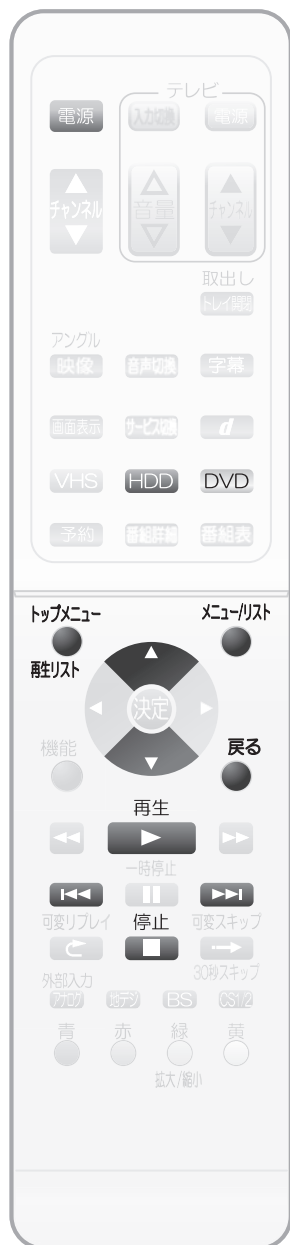 テレビ
電源 入力切換 電源
チャンネル 音量 チャンネル
取出し
トレイ開閉
アングル
映像 音声切換 字幕
画面表示 サービス切換 d
VHS HDD DVD
予約 番組詳細 番組表
トップメニュー メニュー/リスト
再生リスト
決定
機能 戻る
再生
一時停止
可変リプレイ 停止 可変スキップ
30秒スキップ
外部入力
アナログ 地デジ BS CS1/2
青 赤 緑 黄
拡大/縮小